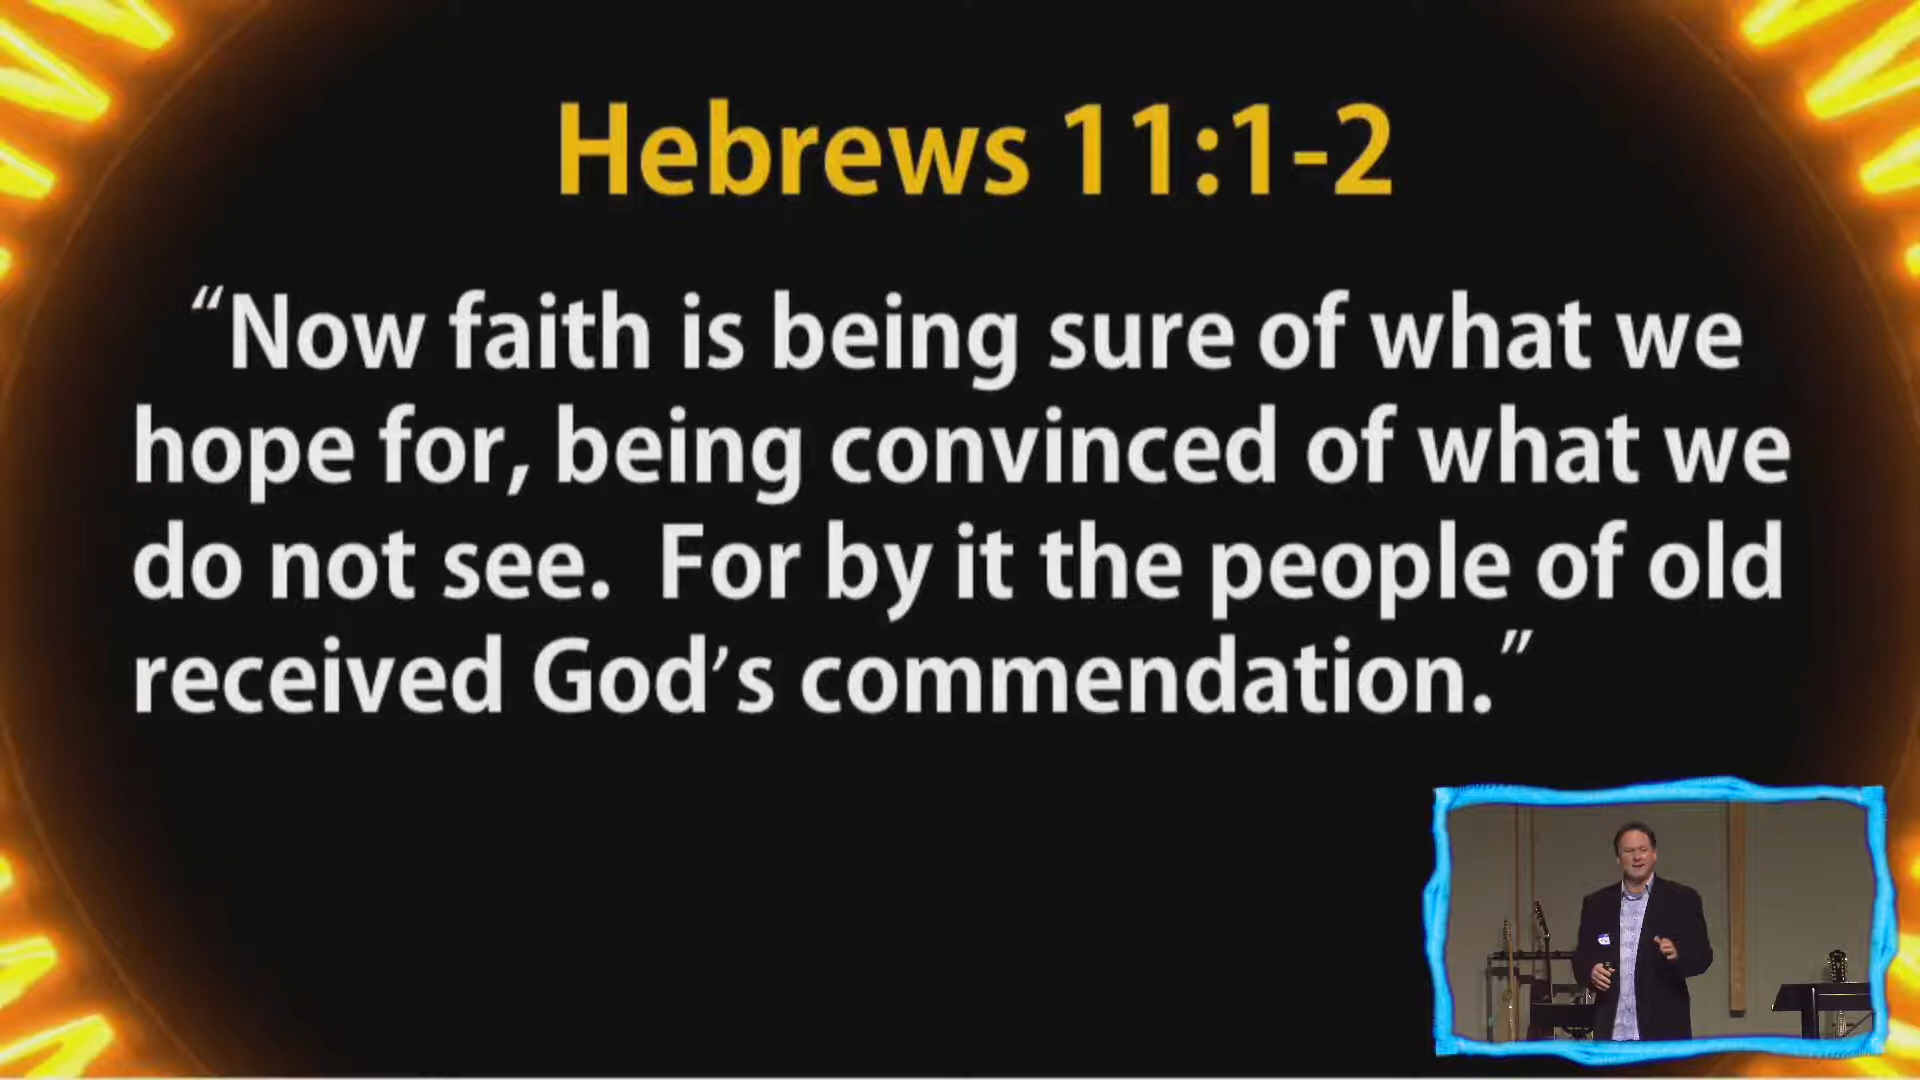 Hebrews 11:1-2
“Now faith is being sure of what we
hope for, being convinced of what we
do not see.  For by it the people of old
received God’s commendation.”